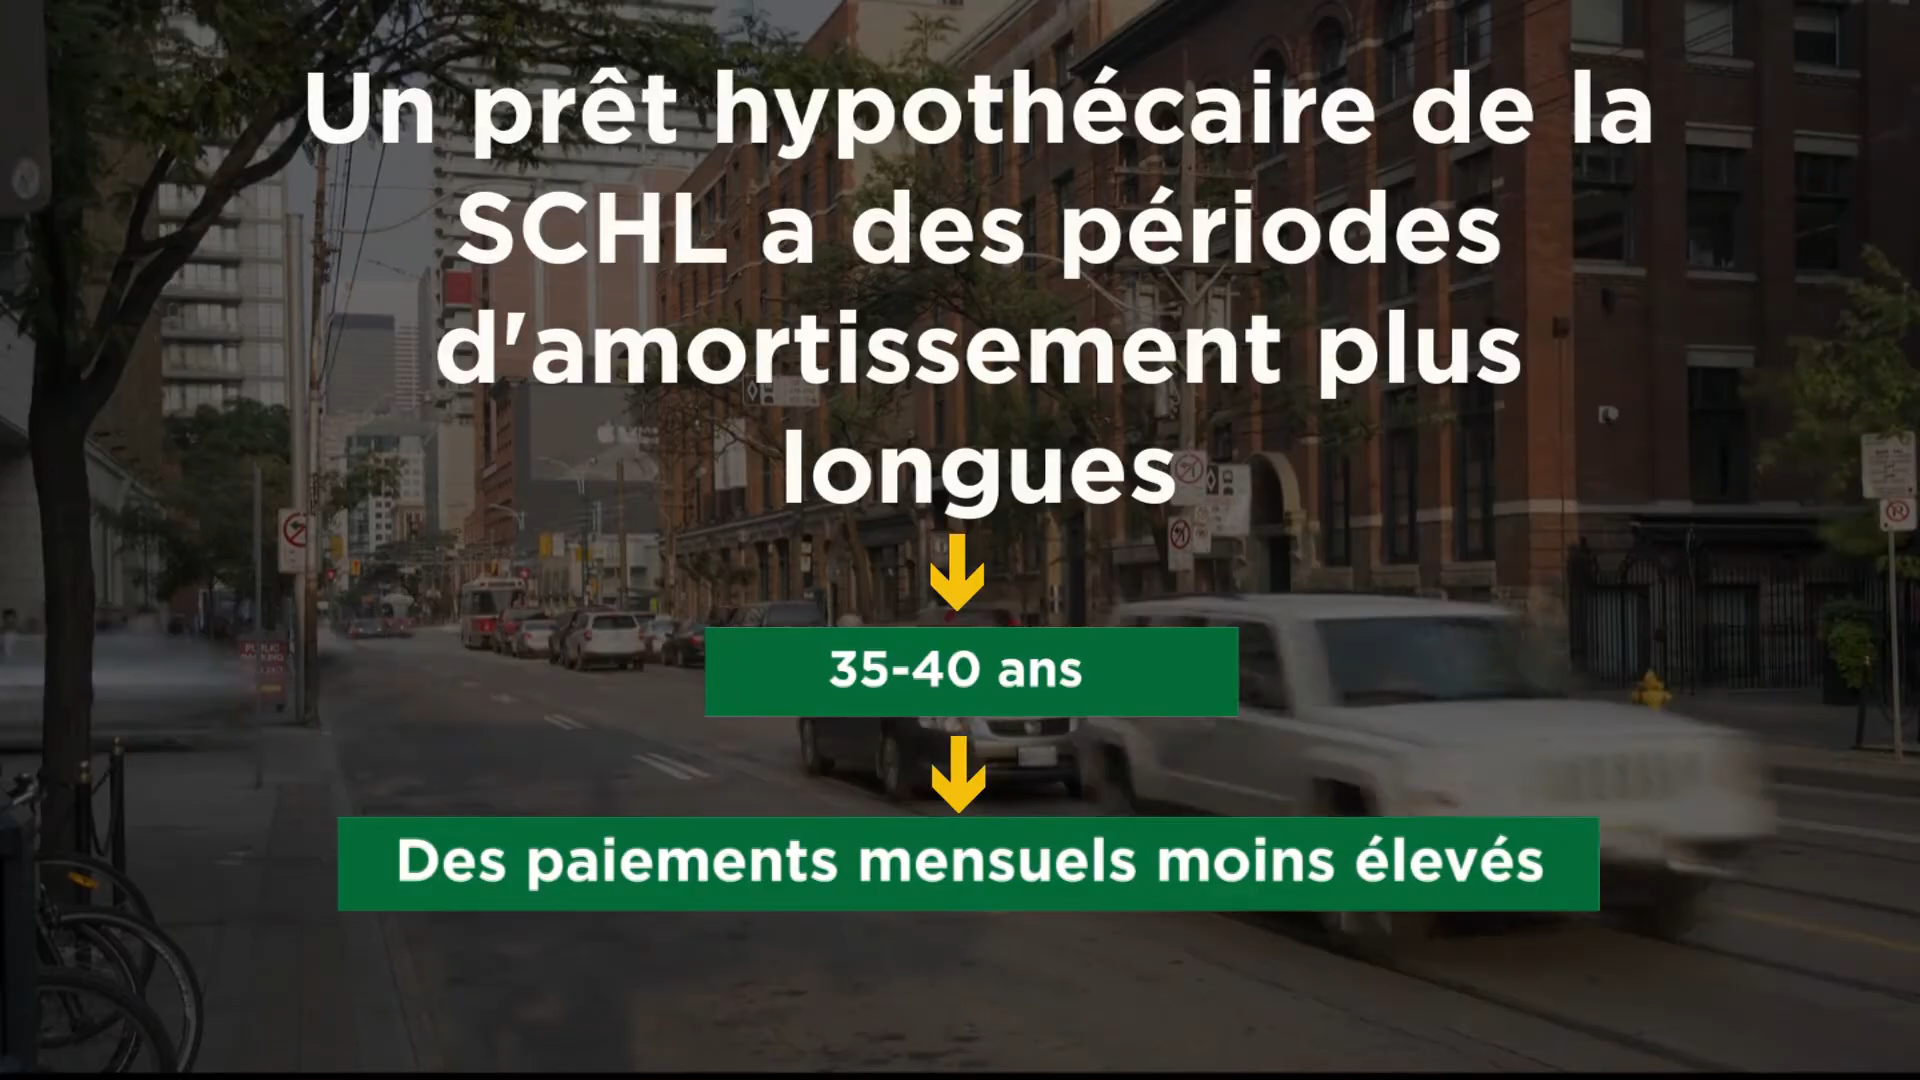 Un prêt hypothécaire de la
SCHL a des périodes
d'amortissement plus
longues
35-40 ans
Des paiements mensuels moins élevés